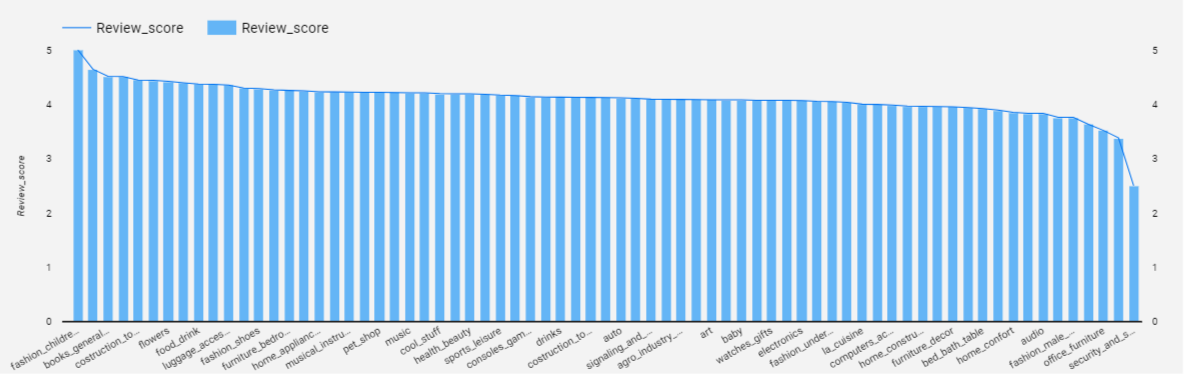 Review_score Review_score
5 5
4 4
3 3
2 2
1 1
0 0
Review_score
fashion_childre...
books_general...
costruction_to...
flowers
food_drink
luggage_acces...
fashion_shoes
furniture_bedro...
home_applianc...
musical_instru...
pet_shop
music
cool_stuff
health_beauty
sports_leisure
consoles_gam...
drinks
costruction_to...
auto
signaling_and_...
agro_industry_...
art
baby
watches_gifts
electronics
fashion_under...
la_cuisine
computers_ac...
home_constru...
furniture_decor
bed_bath_table
home_confort
audio
fashion_male_...
office_furniture
security_and_s...